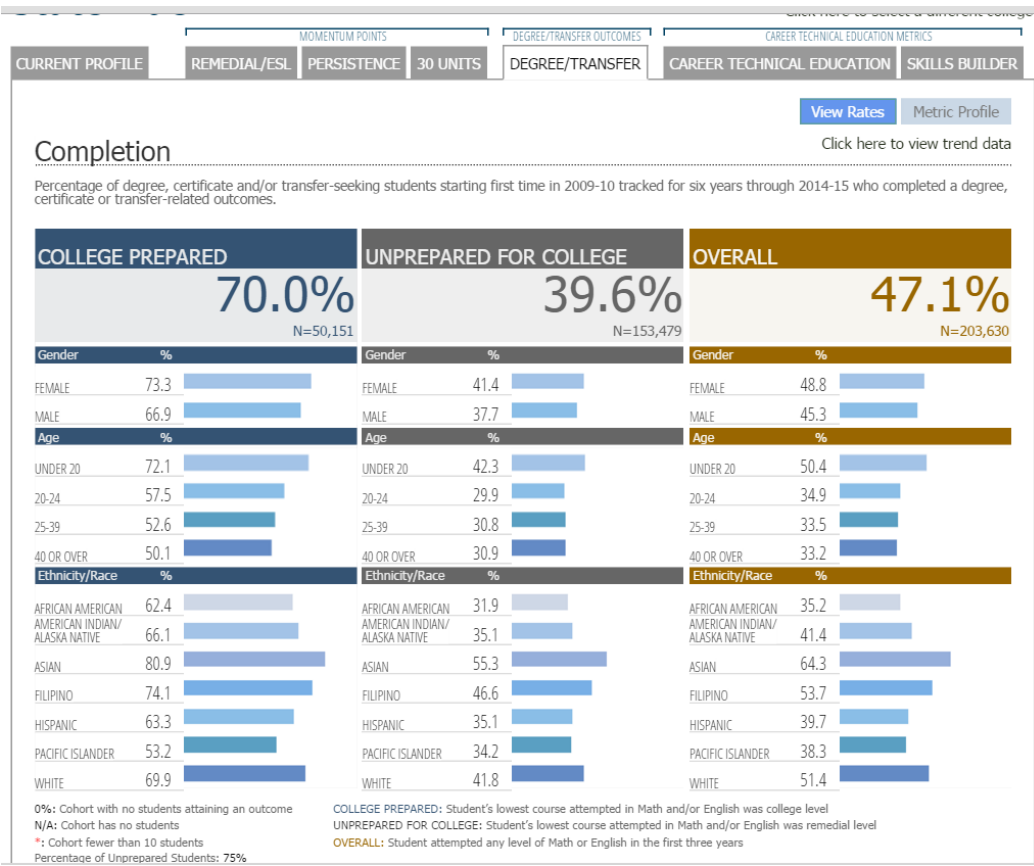 MOMENTUM POINTS DEGREE/TRANSFER OUTCOMES CAREER TECHNICAL EDUCATION METRICS
CURRENT PROFILE REMEDIAL/ESL PERSISTENCE 30 UNITS DEGREE/TRANSFER CAREER TECHNICAL EDUCATION SKILLS BUILDER
View Rates Metric Profile
Click here to view trend data
Completion
Percentage of degree, certificate and/or transfer-seeking students starting first time in 2009-10 tracked for six years through 2014-15 who completed a degree,
certificate or transfer-related outcomes.
COLLEGE PREPARED UNPREPARED FOR COLLEGE OVERALL
70.0% 39.6% 47.1%
N=50,151 N=153,479 N=203,630
Gender % Gender % Gender %
FEMALE 73.3 FEMALE 41.4 FEMALE 48.8
MALE 66.9 MALE 37.7 MALE 45.3
Age % Age % Age %
UNDER 20 72.1 UNDER 20 42.3 UNDER 20 50.4
20-24 57.5 20-24 29.9 20-24 34.9
25-39 52.6 25-39 30.8 25-39 33.5
40 OR OVER 50.1 40 OR OVER 30.9 40 OR OVER 33.2
Ethnicity/Race % Ethnicity/Race % Ethnicity/Race %
AFRICAN AMERICAN 62.4 AFRICAN AMERICAN 31.9 AFRICAN AMERICAN 35.2
AMERICAN INDIAN/ AMERICAN INDIAN/ AMERICAN INDIAN/
ALASKA NATIVE 66.1 ALASKA NATIVE 35.1 ALASKA NATIVE 41.4
ASIAN 80.9 ASIAN 55.3 ASIAN 64.3
FILIPINO 74.1 FILIPINO 46.6 FILIPINO 53.7
HISPANIC 63.3 HISPANIC 35.1 HISPANIC 39.7
PACIFIC ISLANDER 53.2 PACIFIC ISLANDER 34.2 PACIFIC ISLANDER 38.3
WHITE 69.9 WHITE 41.8 WHITE 51.4
0%: Cohort with no students attaining an outcome COLLEGE PREPARED: Student's lowest course attempted in Math and/or English was college level
N/A: Cohort has no students UNPREPARED FOR COLLEGE: Student's lowest course attempted in Math and/or English was remedial level
*: Cohort fewer than 10 students OVERALL: Student attempted any level of Math or English in the first three years
Percentage of Unprepared Students: 75%